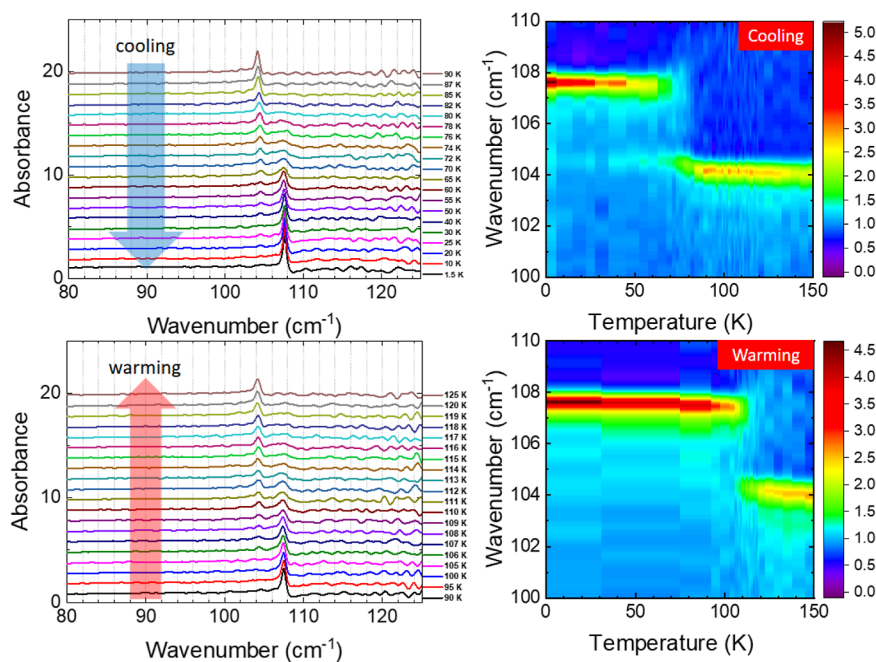 cooling
20
10
0
Absorbance
80 90 100 110 120
Wavenumber (cm-1)
90 K
87 K
85 K
82 K
80 K
78 K
76 K
74 K
72 K
70 K
65 K
60 K
55 K
50 K
40 K
30 K
25 K
20 K
10 K
1.5 K
Cooling
110
108
106
104
102
100
Wavenumber (cm-1)
0 50 100 150
Temperature (K)
5.0
4.5
4.0
3.5
3.0
2.5
2.0
1.5
1.0
0.5
0.0
warming
20
10
0
Absorbance
80 90 100 110 120
Wavenumber (cm-1)
125 K
120 K
119 K
118 K
117 K
116 K
115 K
114 K
113 K
112 K
111 K
110 K
109 K
108 K
107 K
106 K
105 K
100 K
95 K
90 K
Warming
110
108
106
104
102
100
Wavenumber (cm-1)
0 50 100 150
Temperature (K)
4.5
4.0
3.5
3.0
2.5
2.0
1.5
1.0
0.5
0.0